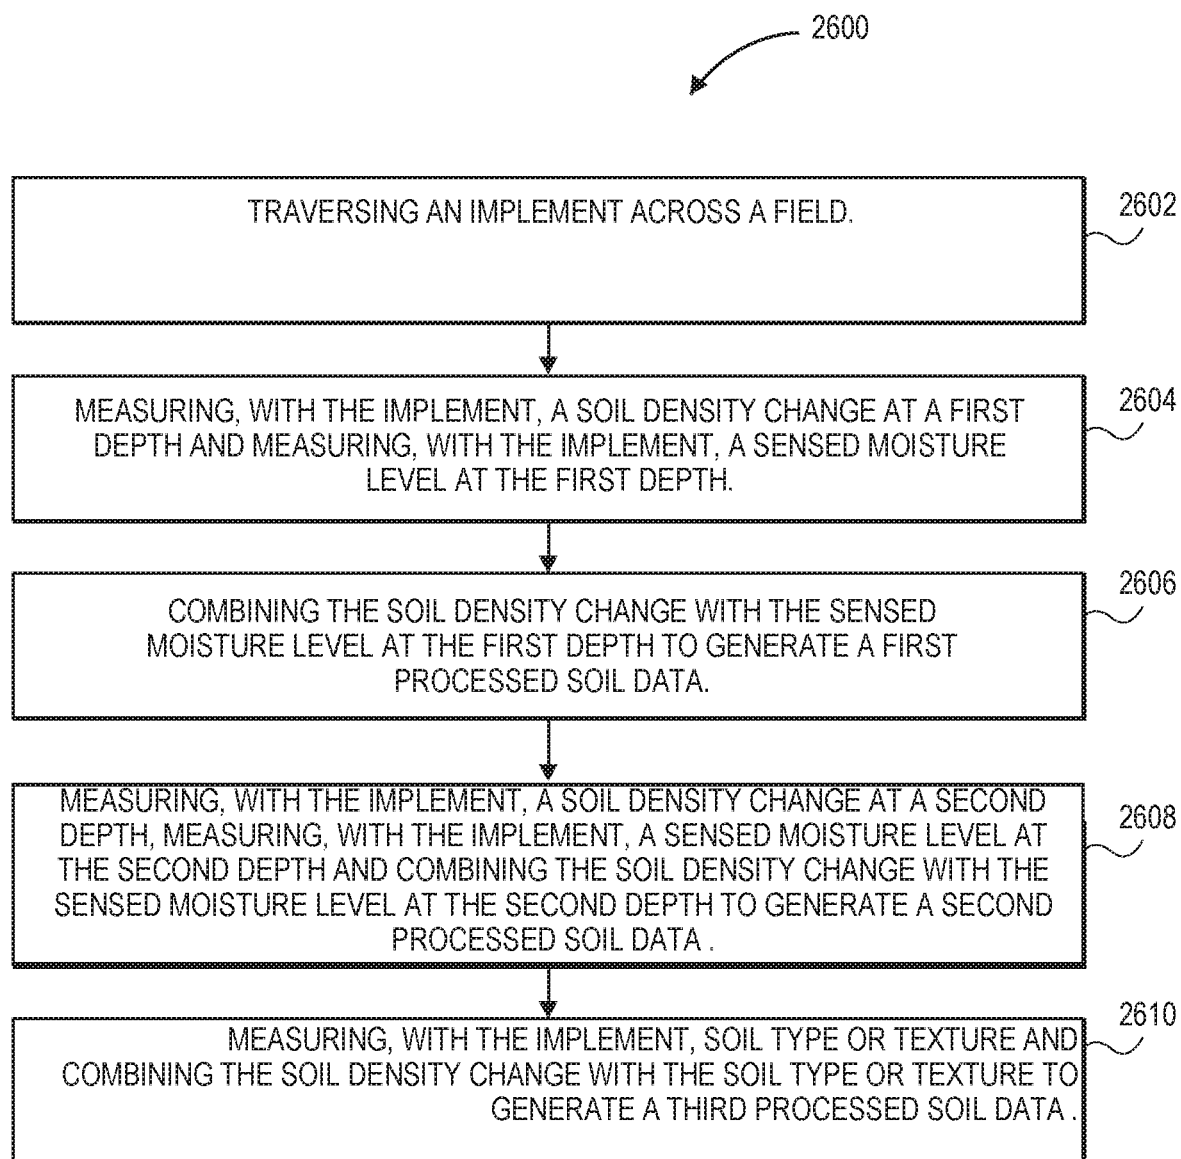 2600
TRAVERSING AN IMPLEMENT ACROSS A FIELD.
2602
MEASURING, WITH THE IMPLEMENT, A SOIL DENSITY CHANGE AT A FIRST
DEPTH AND MEASURING, WITH THE IMPLEMENT, A SENSED MOISTURE
LEVEL AT THE FIRST DEPTH.
2604
COMBINING THE SOIL DENSITY CHANGE WITH THE SENSED
MOISTURE LEVEL AT THE FIRST DEPTH TO GENERATE A FIRST
PROCESSED SOIL DATA.
2606
MEASURING, WITH THE IMPLEMENT, A SOIL DENSITY CHANGE AT A SECOND
DEPTH, MEASURING, WITH THE IMPLEMENT, A SENSED MOISTURE LEVEL AT
THE SECOND DEPTH AND COMBINING THE SOIL DENSITY CHANGE WITH THE
SENSED MOISTURE LEVEL AT THE SECOND DEPTH TO GENERATE A SECOND
PROCESSED SOIL DATA .
2608
MEASURING, WITH THE IMPLEMENT, SOIL TYPE OR TEXTURE AND
COMBINING THE SOIL DENSITY CHANGE WITH THE SOIL TYPE OR TEXTURE TO
GENERATE A THIRD PROCESSED SOIL DATA .
2610